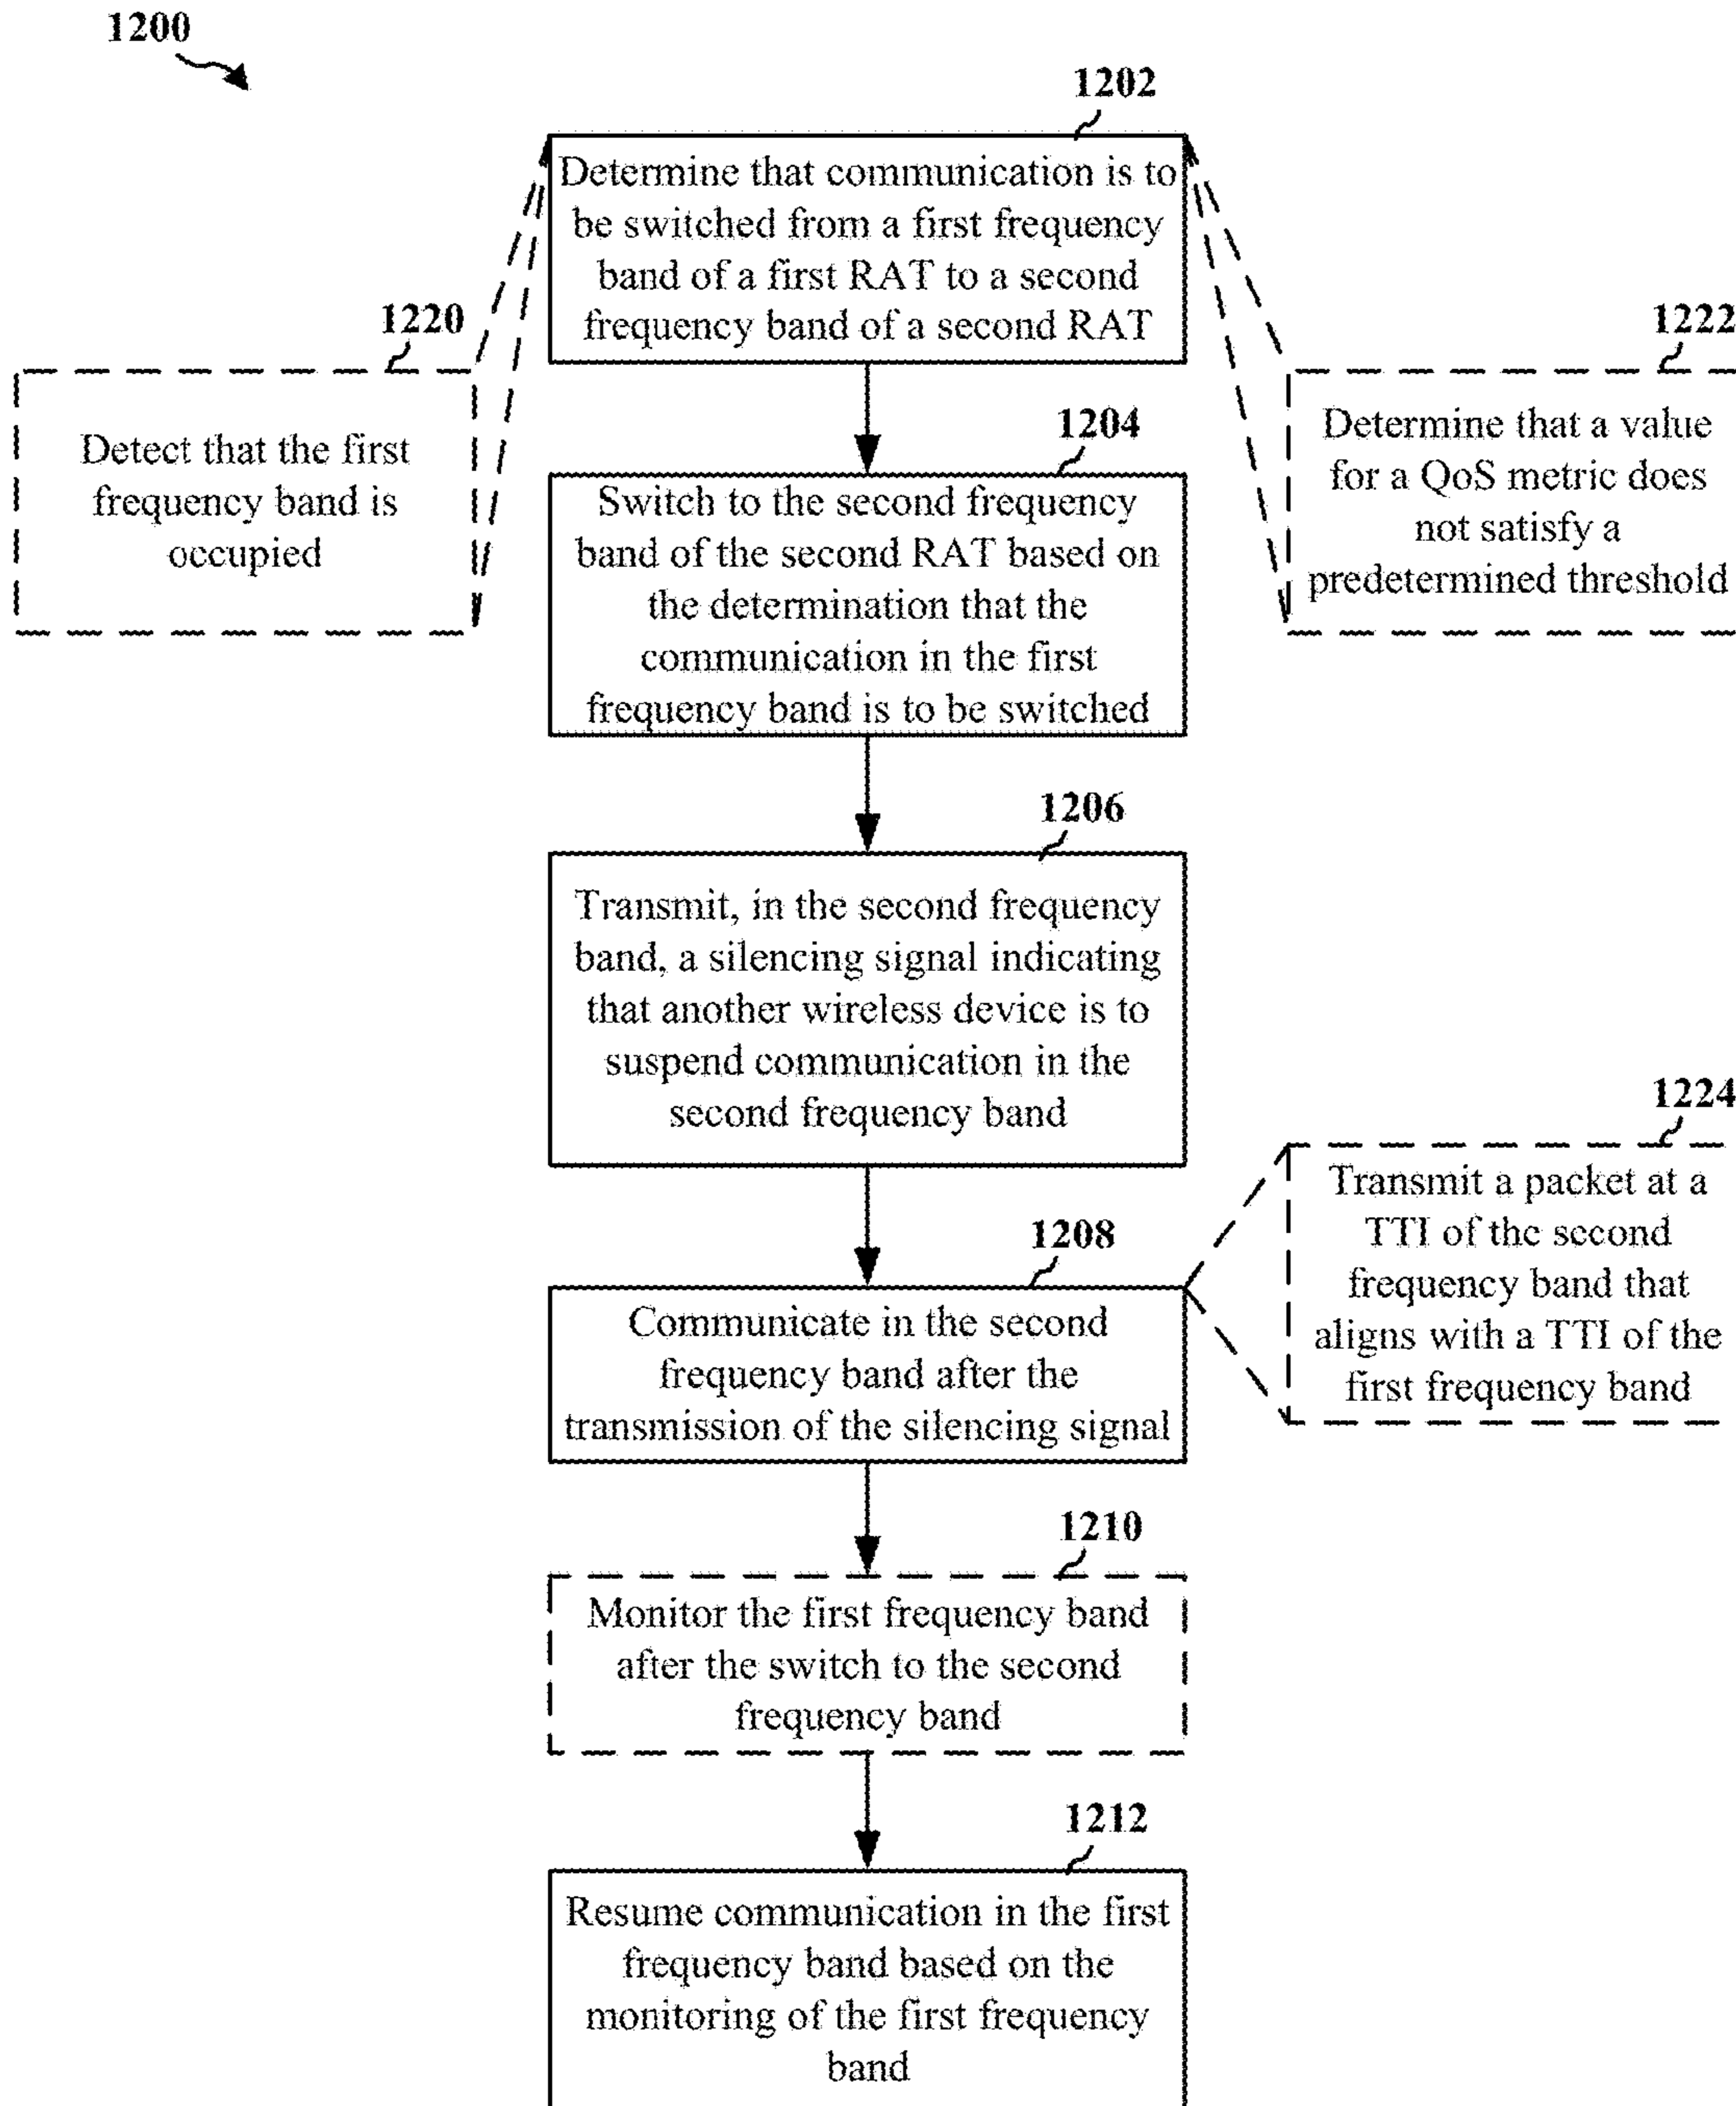 1200
1202
Determine that communication is to
be switched from a first frequency
band of a first RAT to a second
frequency band of a second RAT
1220
Detect that the first
frequency band is
occupied
1222
Determine that a value
for a QoS metric does
not satisfy a
predetermined threshold
1204
Switch to the second frequency
band of the second RAT based on
the determination that the
communication in the first
frequency band is to be switched
1206
Transmit, in the second frequency
band, a silencing signal indicating
that another wireless device is to
suspend communication in the
second frequency band
1208
Communicate in the second
frequency band after the
transmission of the silencing signal
1224
Transmit a packet at a
TTI of the second
frequency band that
aligns with a TTI of the
first frequency band
1210
Monitor the first frequency band
after the switch to the second
frequency band
1212
Resume communication in the first
frequency band based on the
monitoring of the first frequency
band